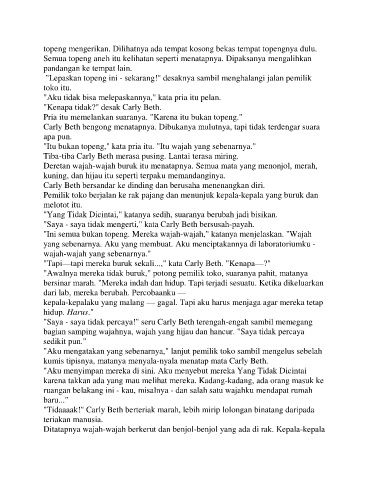 topeng mengerikan. Dilihatnya ada tempat kosong bekas tempat topengnya dulu.
Semua topeng aneh itu kelihatan seperti menatapnya. Dipaksanya mengalihkan
pandangan ke tempat lain.
"Lepaskan topeng ini - sekarang!" desaknya sambil menghalangi jalan pemilik
toko itu.
"Aku tidak bisa melepaskannya," kata pria itu pelan.
"Kenapa tidak?" desak Carly Beth.
Pria itu memelankan suaranya. "Karena itu bukan topeng."
Carly Beth bengong menatapnya. Dibukanya mulutnya, tapi tidak terdengar suara
apa pun.
"Itu bukan topeng," kata pria itu. "Itu wajah yang sebenarnya."
Tiba-tiba Carly Beth merasa pusing. Lantai terasa miring.
Deretan wajah-wajah buruk itu menatapnya. Semua mata yang menonjol, merah,
kuning, dan hijau itu seperti terpaku memandanginya.
Carly Beth bersandar ke dinding dan berusaha menenangkan diri.
Pemilik toko berjalan ke rak pajang dan menunjuk kepala-kepala yang buruk dan
melotot itu.
"Yang Tidak Dicintai," katanya sedih, suaranya berubah jadi bisikan.
"Saya - saya tidak mengerti," kata Carly Beth bersusah-payah.
"Ini semua bukan topeng. Mereka wajah-wajah," katanya menjelaskan. "Wajah
yang sebenarnya. Aku yang membuat. Aku menciptakannya di laboratoriumku -
wajah-wajah yang sebenarnya."
"Tapi—tapi mereka buruk sekali...," kata Carly Beth. "Kenapa—?"
"Awalnya mereka tidak buruk," potong pemilik toko, suaranya pahit, matanya
bersinar marah. "Mereka indah dan hidup. Tapi terjadi sesuatu. Ketika dikeluarkan
dari lab, mereka berubah. Percobaanku —
kepala-kepalaku yang malang — gagal. Tapi aku harus menjaga agar mereka tetap
hidup. Harus."
"Saya - saya tidak percaya!" seru Carly Beth terengah-engah sambil memegang
bagian samping wajahnya, wajah yang hijau dan hancur. "Saya tidak percaya
sedikit pun."
"Aku mengatakan yang sebenarnya," lanjut pemilik toko sambil mengelus sebelah
kumis tipisnya, matanya menyala-nyala menatap mata Carly Beth.
"Aku menyimpan mereka di sini. Aku menyebut mereka Yang Tidak Dicintai
karena takkan ada yang mau melihat mereka. Kadang-kadang, ada orang masuk ke
ruangan belakang ini - kau, misalnya - dan salah satu wajahku mendapat rumah
baru..."
"Tidaaaak!" Carly Beth berteriak marah, lebih mirip lolongan binatang daripada
teriakan manusia.
Ditatapnya wajah-wajah berkerut dan benjol-benjol yang ada di rak. Kepala-kepala